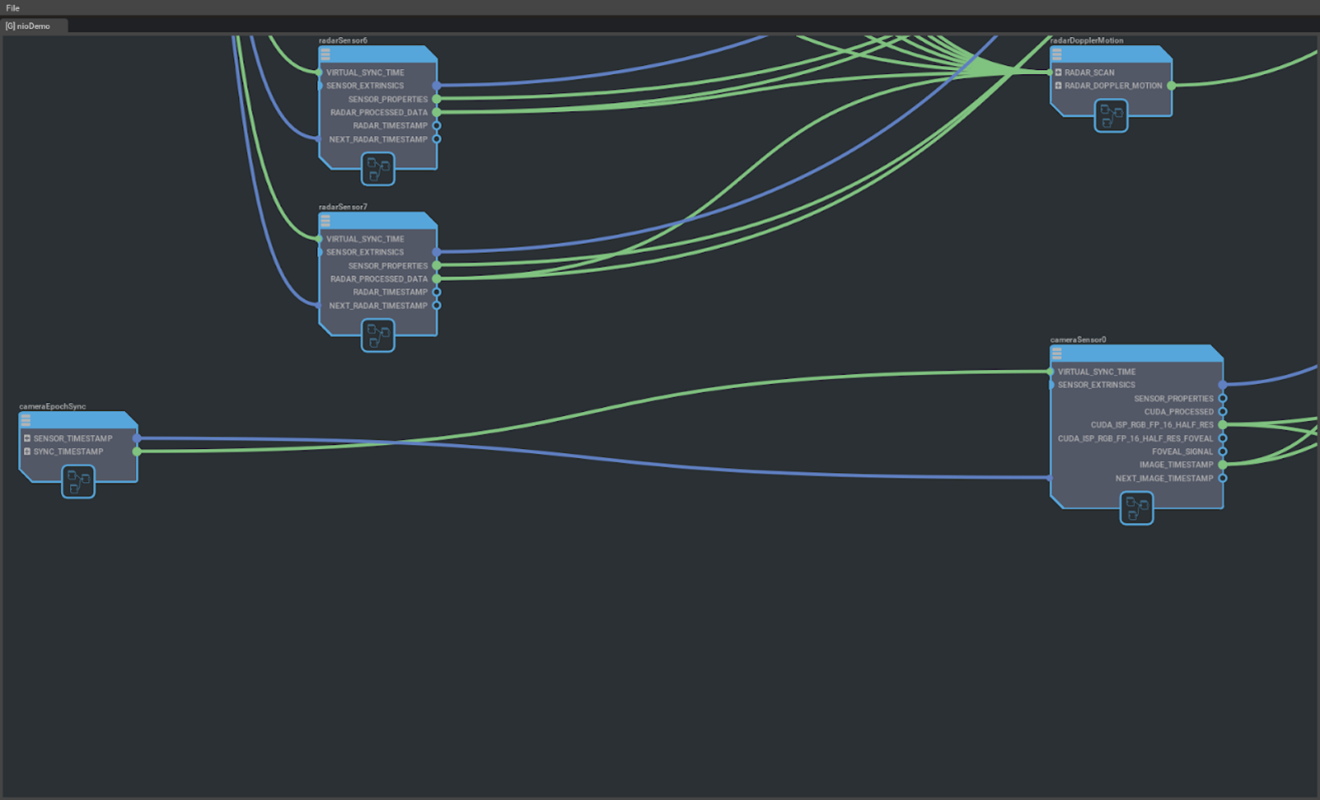 File
[G] nioDemo
radarSensor6
VIRTUAL_SYNC_TIME
SENSOR_EXTRINSICS
SENSOR_PROPERTIES
RADAR_PROCESSED_DATA
RADAR_TIMESTAMP
NEXT_RADAR_TIMESTAMP
radarDopplerMotion
RADAR_SCAN
RADAR_DOPPLER_MOTION
radarSensor7
VIRTUAL_SYNC_TIME
SENSOR_EXTRINSICS
SENSOR_PROPERTIES
RADAR_PROCESSED_DATA
RADAR_TIMESTAMP
NEXT_RADAR_TIMESTAMP
cameraSensor0
VIRTUAL_SYNC_TIME
SENSOR_EXTRINSICS
SENSOR_PROPERTIES
CUDA_PROCESSED
CUDA_ISP_RGB_FP_16_HALF_RES
CUDA_ISP_RGB_FP_16_HALF_RES_FOVEAL
FOVEAL_SIGNAL
IMAGE_TIMESTAMP
NEXT_IMAGE_TIMESTAMP
cameraEpochSync
SENSOR_TIMESTAMP
SYNC_TIMESTAMP